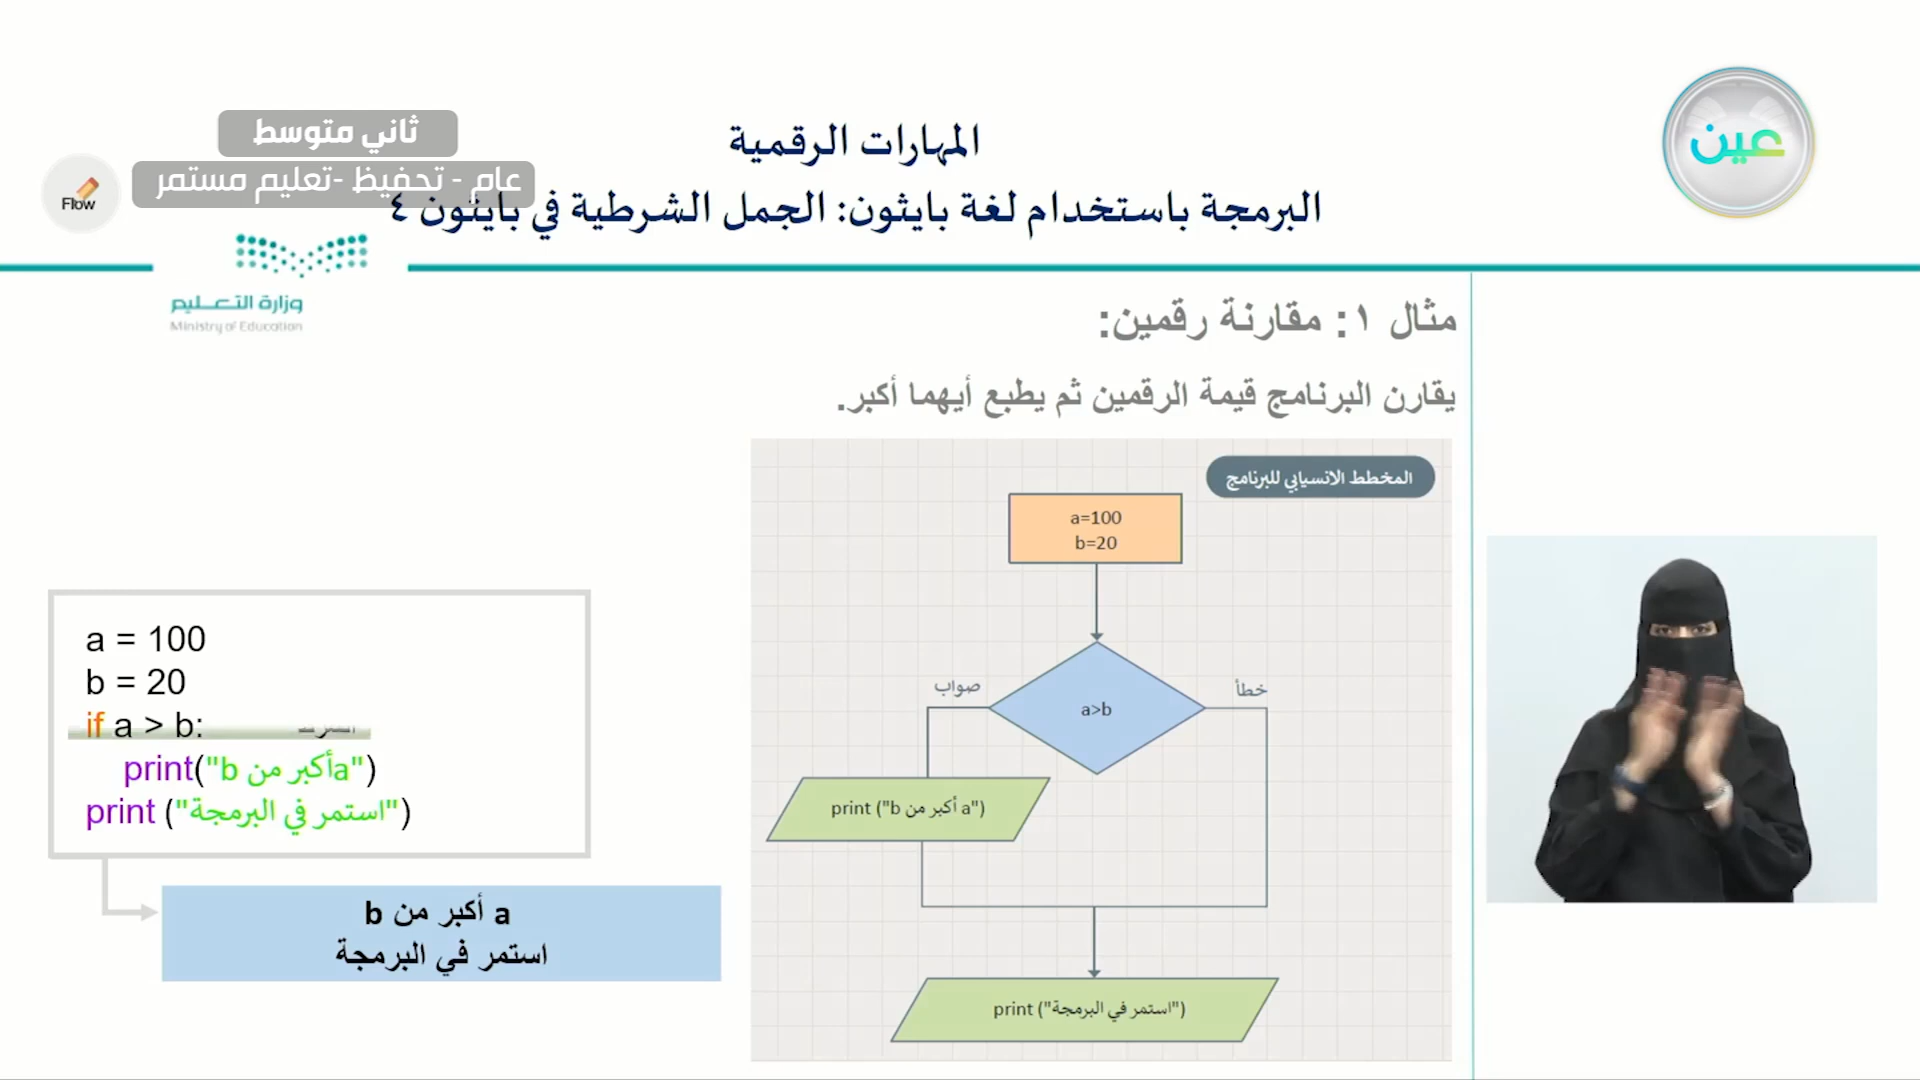 عين
ثاني متوسط
عام - تحفيظ -تعليم مستمر
Flow
المهارات الرقمية
البرمجة باستخدام لغة بايثون: الجمل الشرطية في بايثون ٤
وزارة التعليم
Ministry of Education
مثال ١: مقارنة رقمين:
يقارن البرنامج قيمة الرقمين ثم يطبع أيهما أكبر.
المخطط الانسيابي للبرنامج
a=100
b=20
a>b
صواب
خطأ
print ("b أكبر من a")
print ("استمر في البرمجة")
a = 100
b = 20
if a > b:
print("b أكبر من a")
print ("استمر في البرمجة")
a أكبر من b
استمر في البرمجة